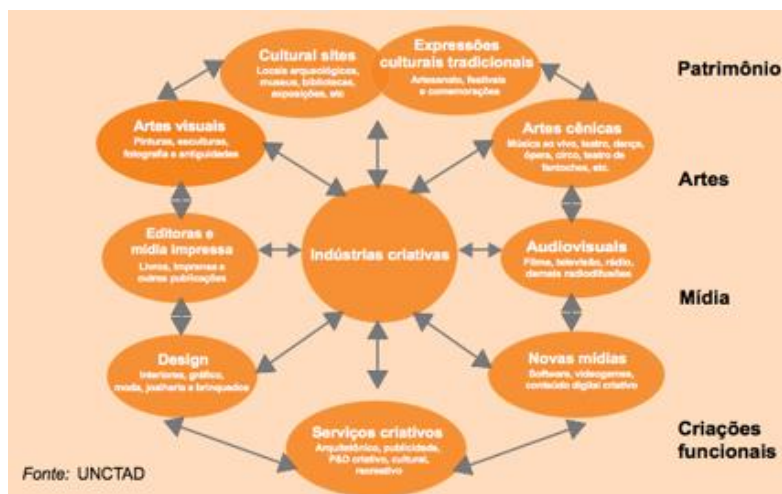 Cultural sites
Locais arqueológicos,
museus, bibliotecas,
exposições, etc
Expressões
culturais tradicionais
Artesanato, festivais
e comemorações
Patrimônio
Artes visuais
Pinturas, esculturas,
fotografia e antiguidades
Artes cênicas
Música ao vivo, teatro, dança,
ópera, circo, teatro de
fantoches, etc.
Artes
Editoras e
mídia impressa
Livros, imprensa e
outras publicações
Indústrias criativas
Audiovisuais
Filme, televisão, rádio,
demais radiodifusões
Mídia
Design
Interiores, gráfico,
moda, joalheria e brinquedos
Novas mídias
Software, videogames,
conteúdo digital criativo
Serviços criativos
Arquitetônico, publicidade,
P&D criativo, cultural,
recreativo
Criações
funcionais
Fonte: UNCTAD